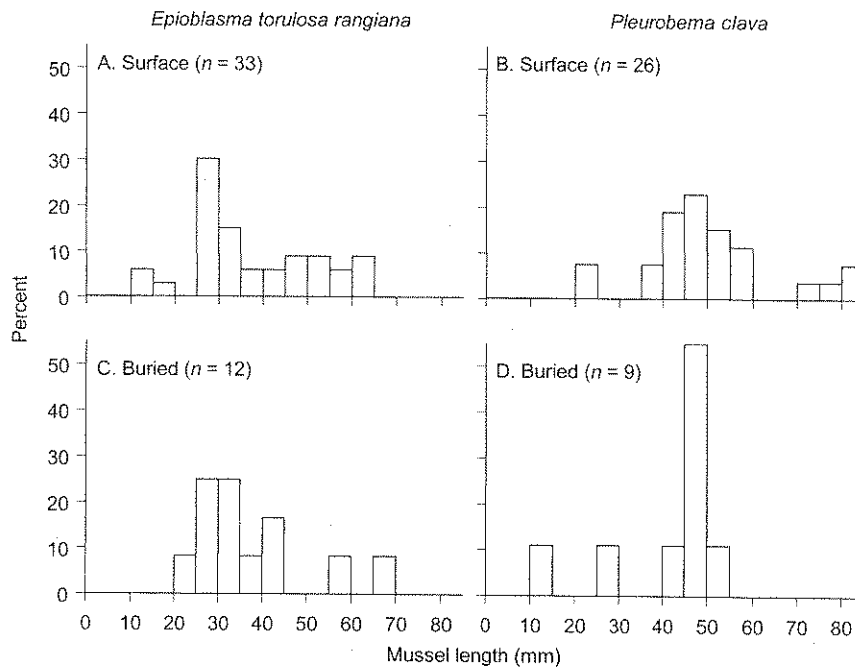 Epioblasma torulosa rangiana Pleurobema clava
A. Surface (n = 33)
50
40
30
20
10
0
B. Surface (n = 26)
Percent
C. Buried (n = 12)
50
40
30
20
10
0
0 10 20 30 40 50 60 70 80
D. Buried (n = 9)
0 10 20 30 40 50 60 70 80
Mussel length (mm)